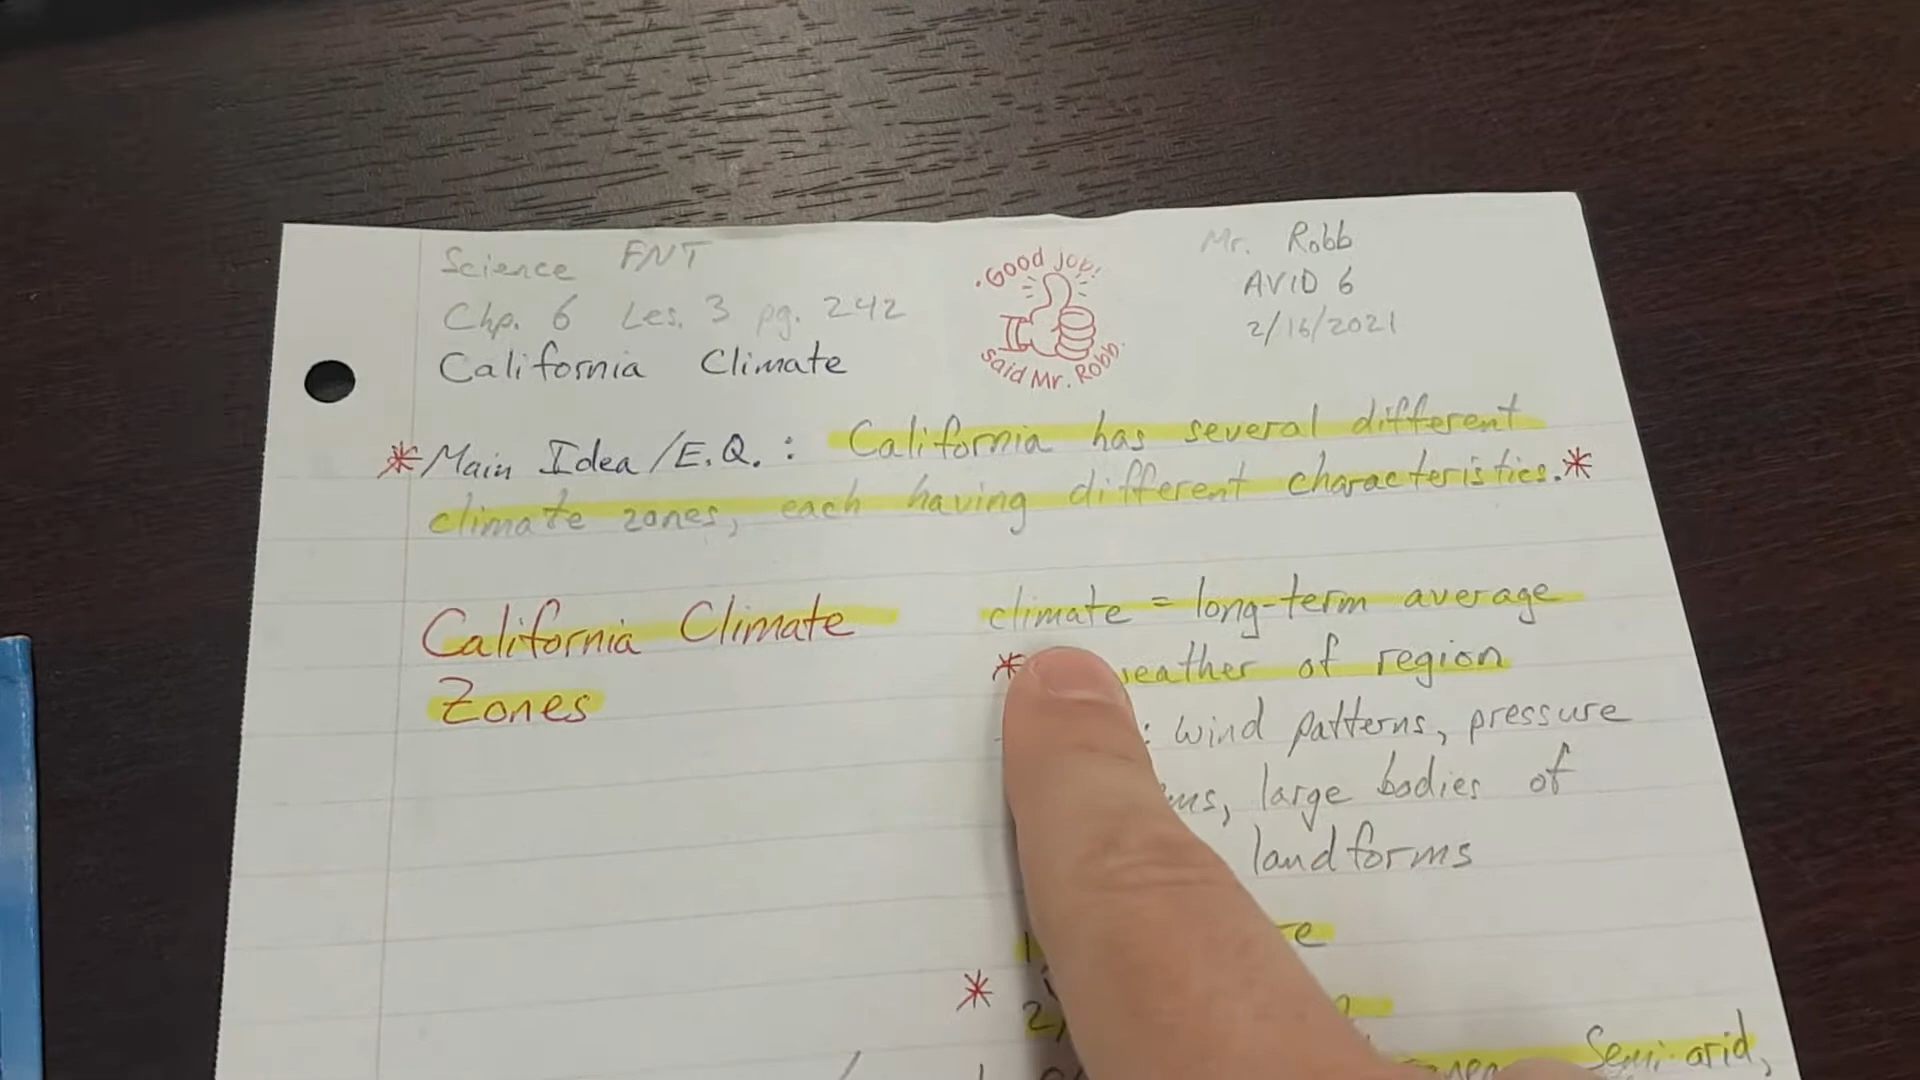 Science FNT
Chp. 6 Les. 3 pg. 242
California Climate
Good job!
said Mr. Robb.
Mr. Robb
AVID 6
2/16/2021
*Main Idea/E.Q.: California has several different
climate zones, each having different characteristics.*
California Climate
Zones
climate = long-term average
* weather of region
: wind patterns, pressure
large bodies of
landforms
*
2
Semi-arid,